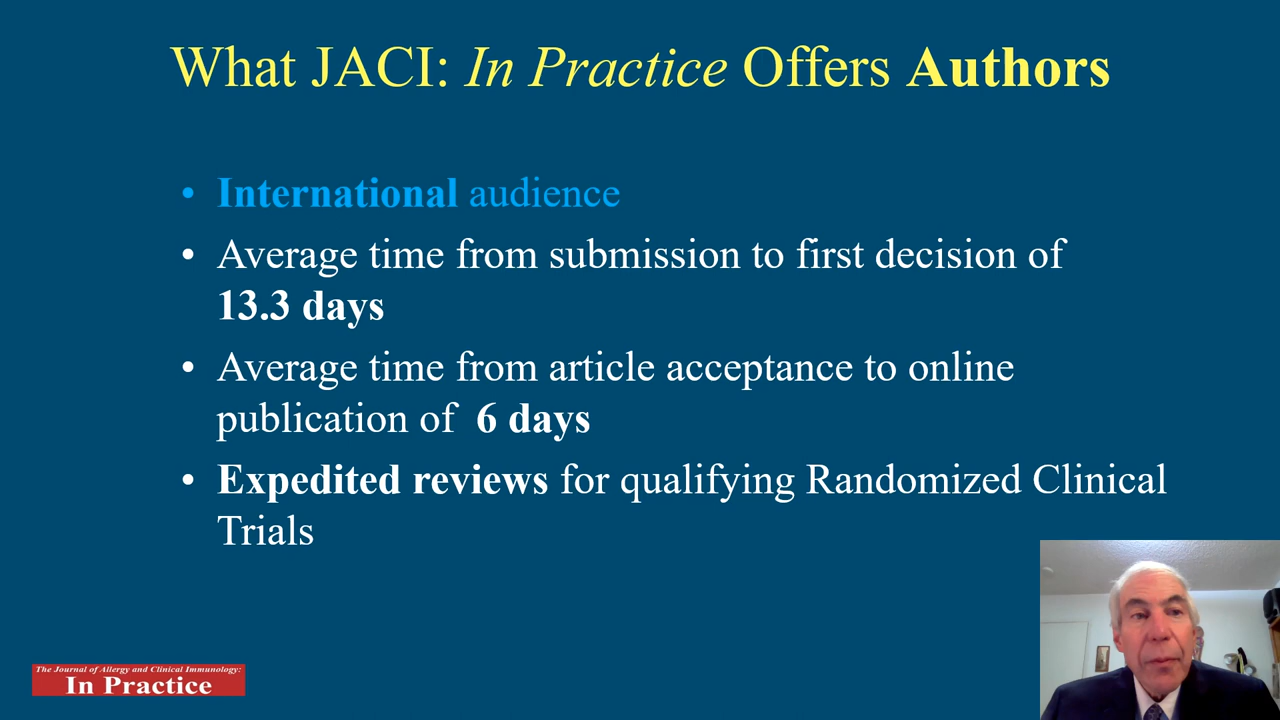 What JACI: In Practice Offers Authors
• International audience
• Average time from submission to first decision of
13.3 days
• Average time from article acceptance to online
publication of 6 days
• Expedited reviews for qualifying Randomized Clinical
Trials
The Journal of Allergy and Clinical Immunology:
In Practice